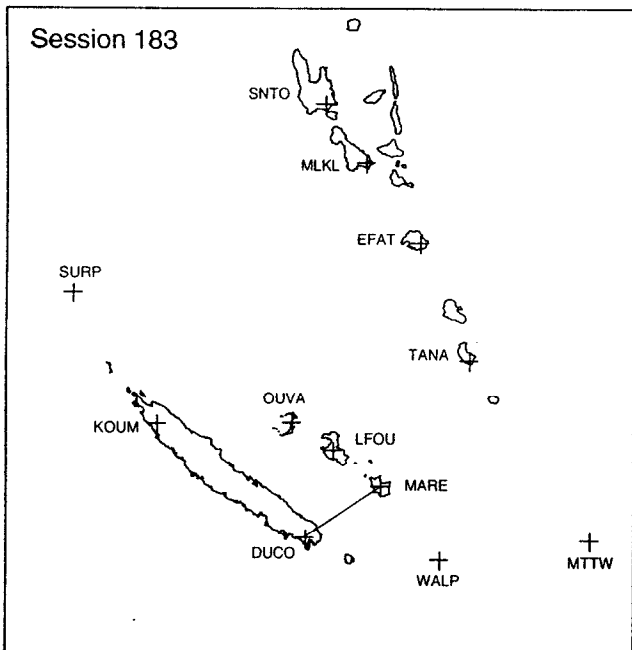 Session 183
SNTO
MLKL
EFAT
SURP
TANA
OUVA
KOUM
LFOU
MARE
DUCO
MTTW
WALP